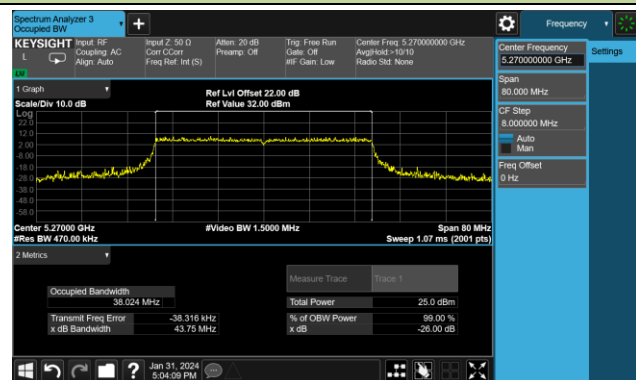 Spectrum Analyzer 3
Occupied BW
+
Frequency
KEYSIGHT
L
LW
Input: RF
Coupling: AC
Align: Auto
Input Z: 50 Ω
Corr CCorr
Freq Ref: Int (S)
Atten: 20 dB
Preamp: Off
Trig: Free Run
Gate: Off
#IF Gain: Low
Center Freq: 5.270000000 GHz
Avg|Hold:>10/10
Radio Std: None
Center Frequency
5.270000000 GHz
Settings
Span
80.000 MHz
CF Step
8.000000 MHz
Auto
Man
Freq Offset
0 Hz
1 Graph
Scale/Div 10.0 dB
Ref Lvl Offset 22.00 dB
Ref Value 32.00 dBm
Log
22.0
12.0
2.00
-8.00
-18.0
-28.0
-38.0
-48.0
-58.0
Center 5.27000 GHz
#Video BW 1.5000 MHz
Span 80 MHz
#Res BW 470.00 kHz
Sweep 1.07 ms (2001 pts)
2 Metrics
Measure Trace
Trace 1
Occupied Bandwidth
38.024 MHz
Total Power
25.0 dBm
Transmit Freq Error
-38.316 kHz
% of OBW Power
99.00 %
x dB Bandwidth
43.75 MHz
x dB
-26.00 dB
?
Jan 31, 2024
5:04:09 PM